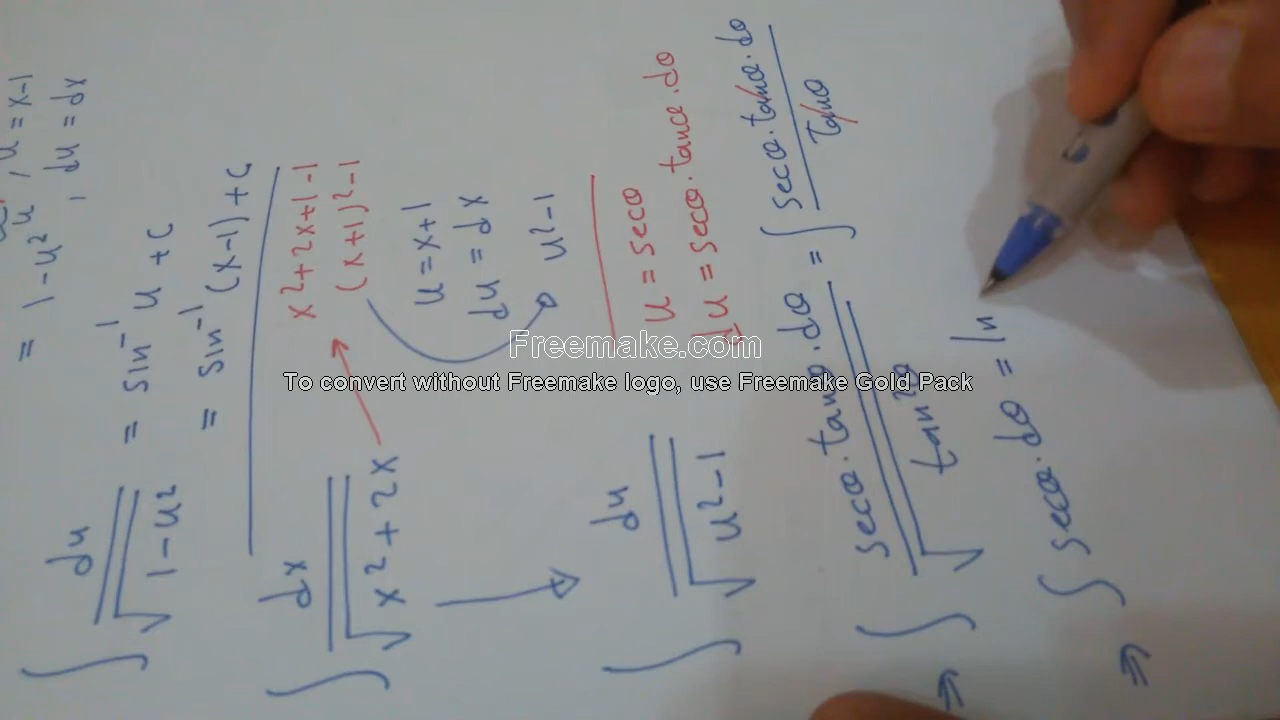 u = x-1
= 1-u² , du = dx
∫ du/√(1-u²) = sin⁻¹ u + c
= sin⁻¹ (x-1) + c
∫ dx/√(x²+2x)
x²+2x+1-1
(x+1)²-1
u = x+1
du = dx
u²-1
∫ du/√(u²-1)
u = secθ
du = secθ.tanθ.dθ
⇒ ∫ secθ.tanθ.dθ/√(tan²θ) = ∫ secθ.tanθ.dθ/tanθ
⇒ ∫ secθ.dθ = ln
Freemake.com
To convert without Freemake logo, use Freemake Gold Pack